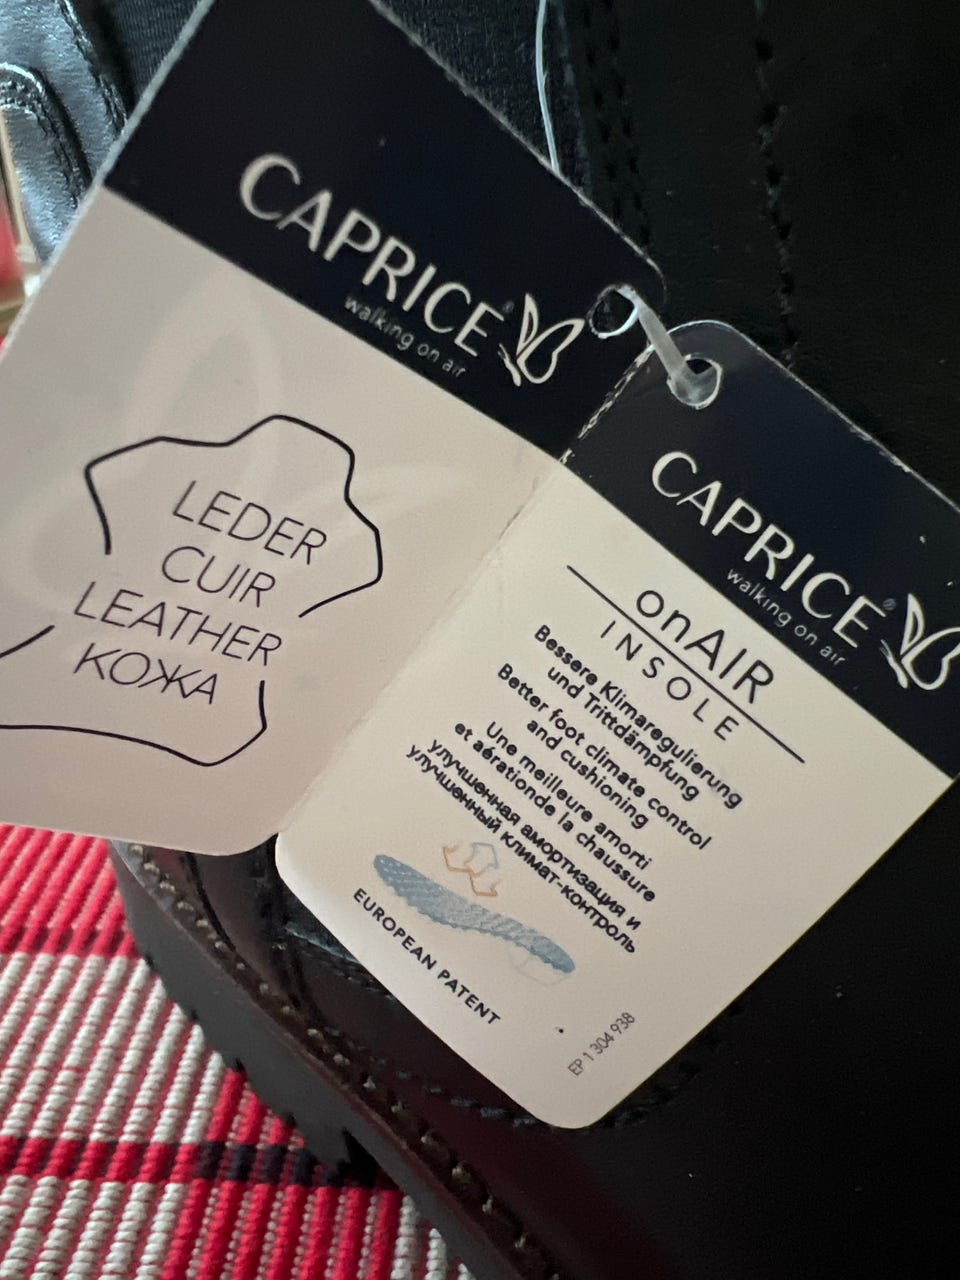 CAPRICE®
walking on air
LEDER
CUIR
LEATHER
КОЖА
CAPRICE®
walking on air
onAIR
INSOLE
Bessere Klimaregulierung
und Trittdämpfung
Better foot climate control
and cushioning
Une meilleure amorti
et aérationde la chaussure
улучшенная амортизация и
улучшенный климат-контроль
EUROPEAN PATENT
EP 1 304 938